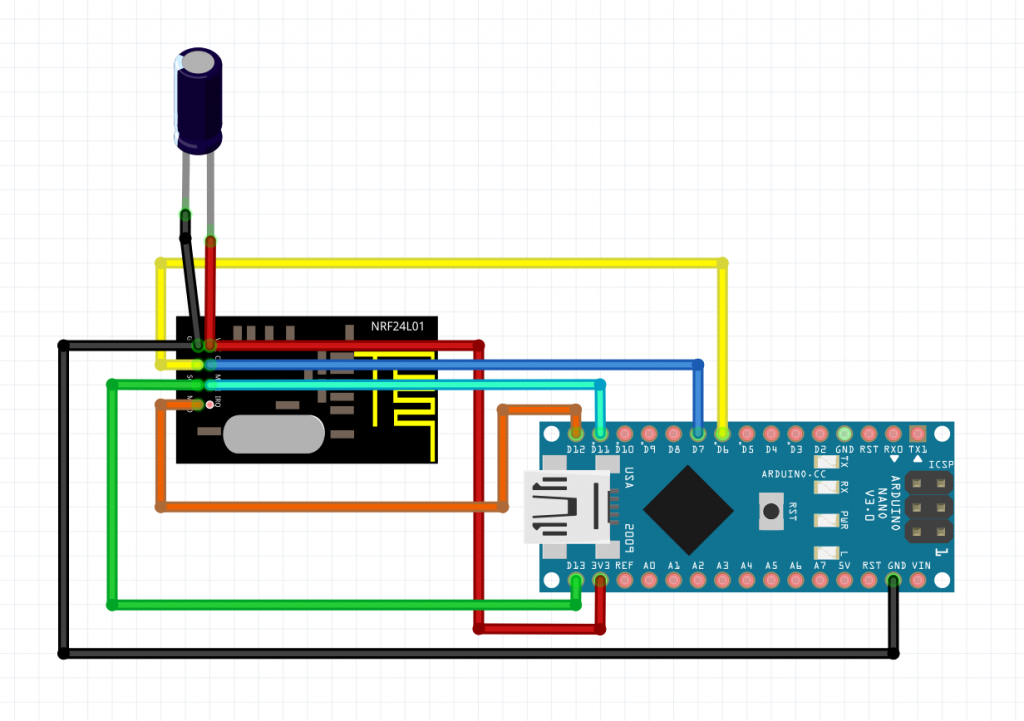 NRF24L01
G V
C
S M
M IRQ
D12 D11 D10 D9 D8 D7 D6 D5 D4 D3 D2 GND RST RX0 TX1
TX
RX
PWR
L
ARDUINO.CC
RST
USA
2009
ICSP
1
ARDUINO
NANO
V3.0
D13 3V3 REF A0 A1 A2 A3 A4 A5 A6 A7 5V RST GND VIN